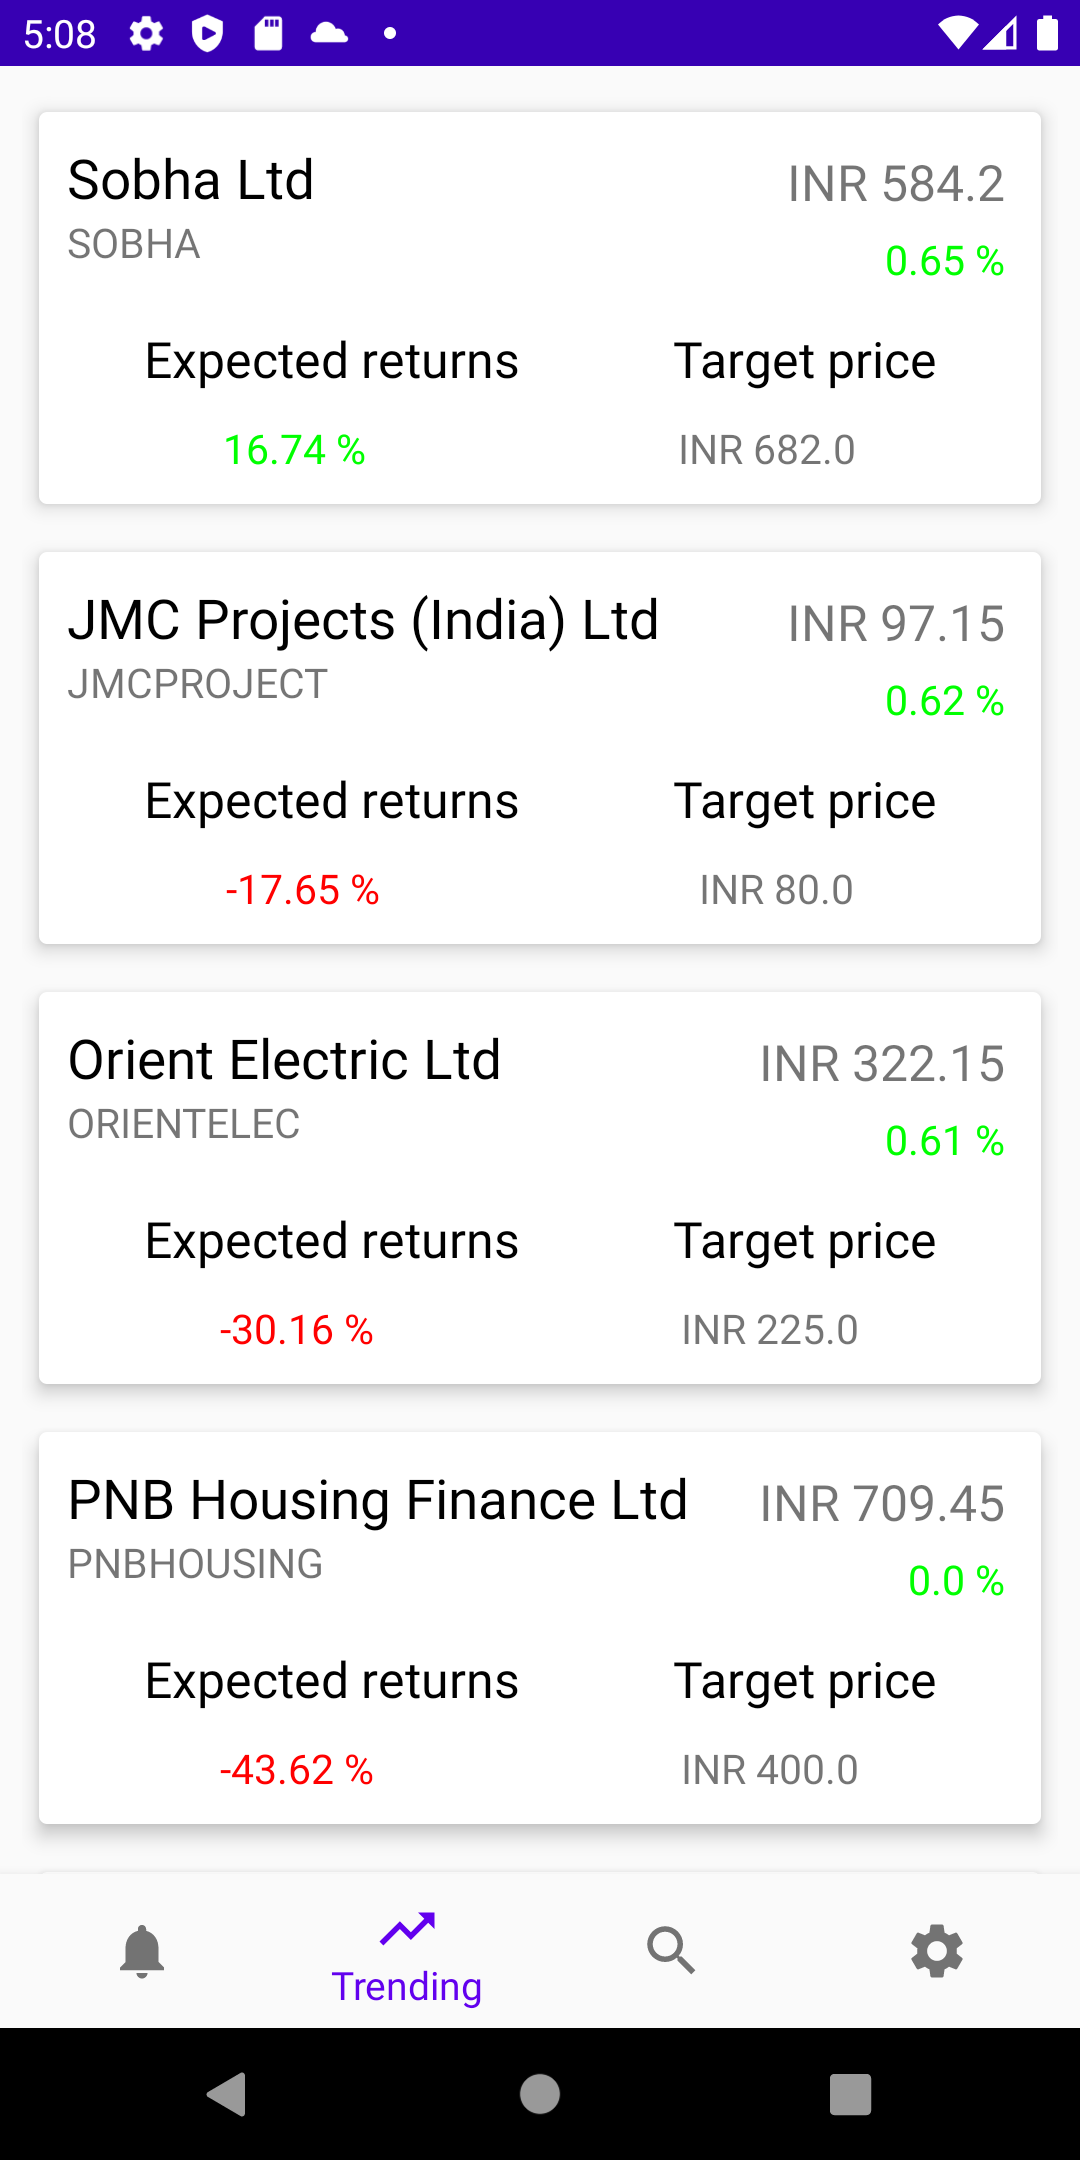 5:08
Sobha Ltd
INR 584.2
SOBHA
0.65 %
Expected returns
Target price
16.74 %
INR 682.0
JMC Projects (India) Ltd
INR 97.15
JMCPROJECT
0.62 %
Expected returns
Target price
-17.65 %
INR 80.0
Orient Electric Ltd
INR 322.15
ORIENTELEC
0.61 %
Expected returns
Target price
-30.16 %
INR 225.0
PNB Housing Finance Ltd
INR 709.45
PNBHOUSING
0.0 %
Expected returns
Target price
-43.62 %
INR 400.0
Trending